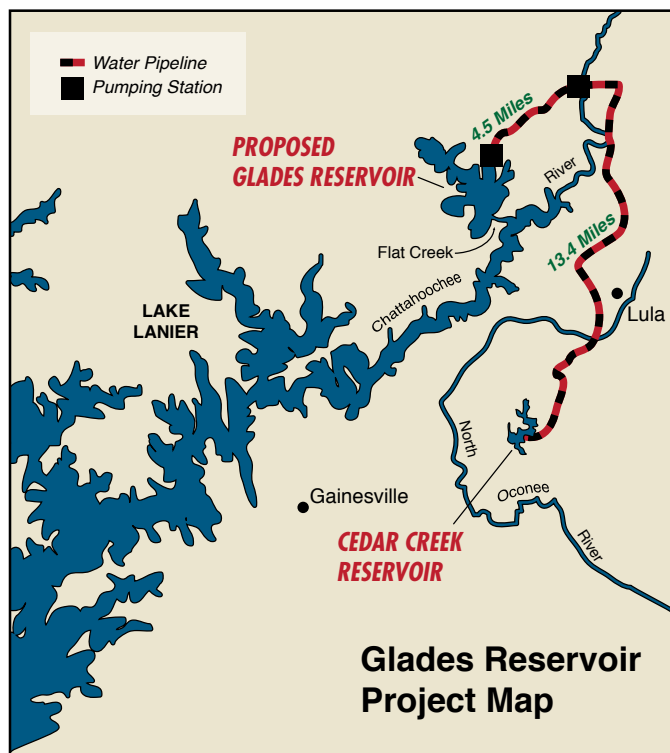 Water Pipeline
Pumping Station
4.5 Miles
PROPOSED
GLADES RESERVOIR
River
Flat Creek
13.4 Miles
Chattahoochee
LAKE
LANIER
Lula
North
Gainesville
Oconee
River
CEDAR CREEK
RESERVOIR
Glades Reservoir
Project Map